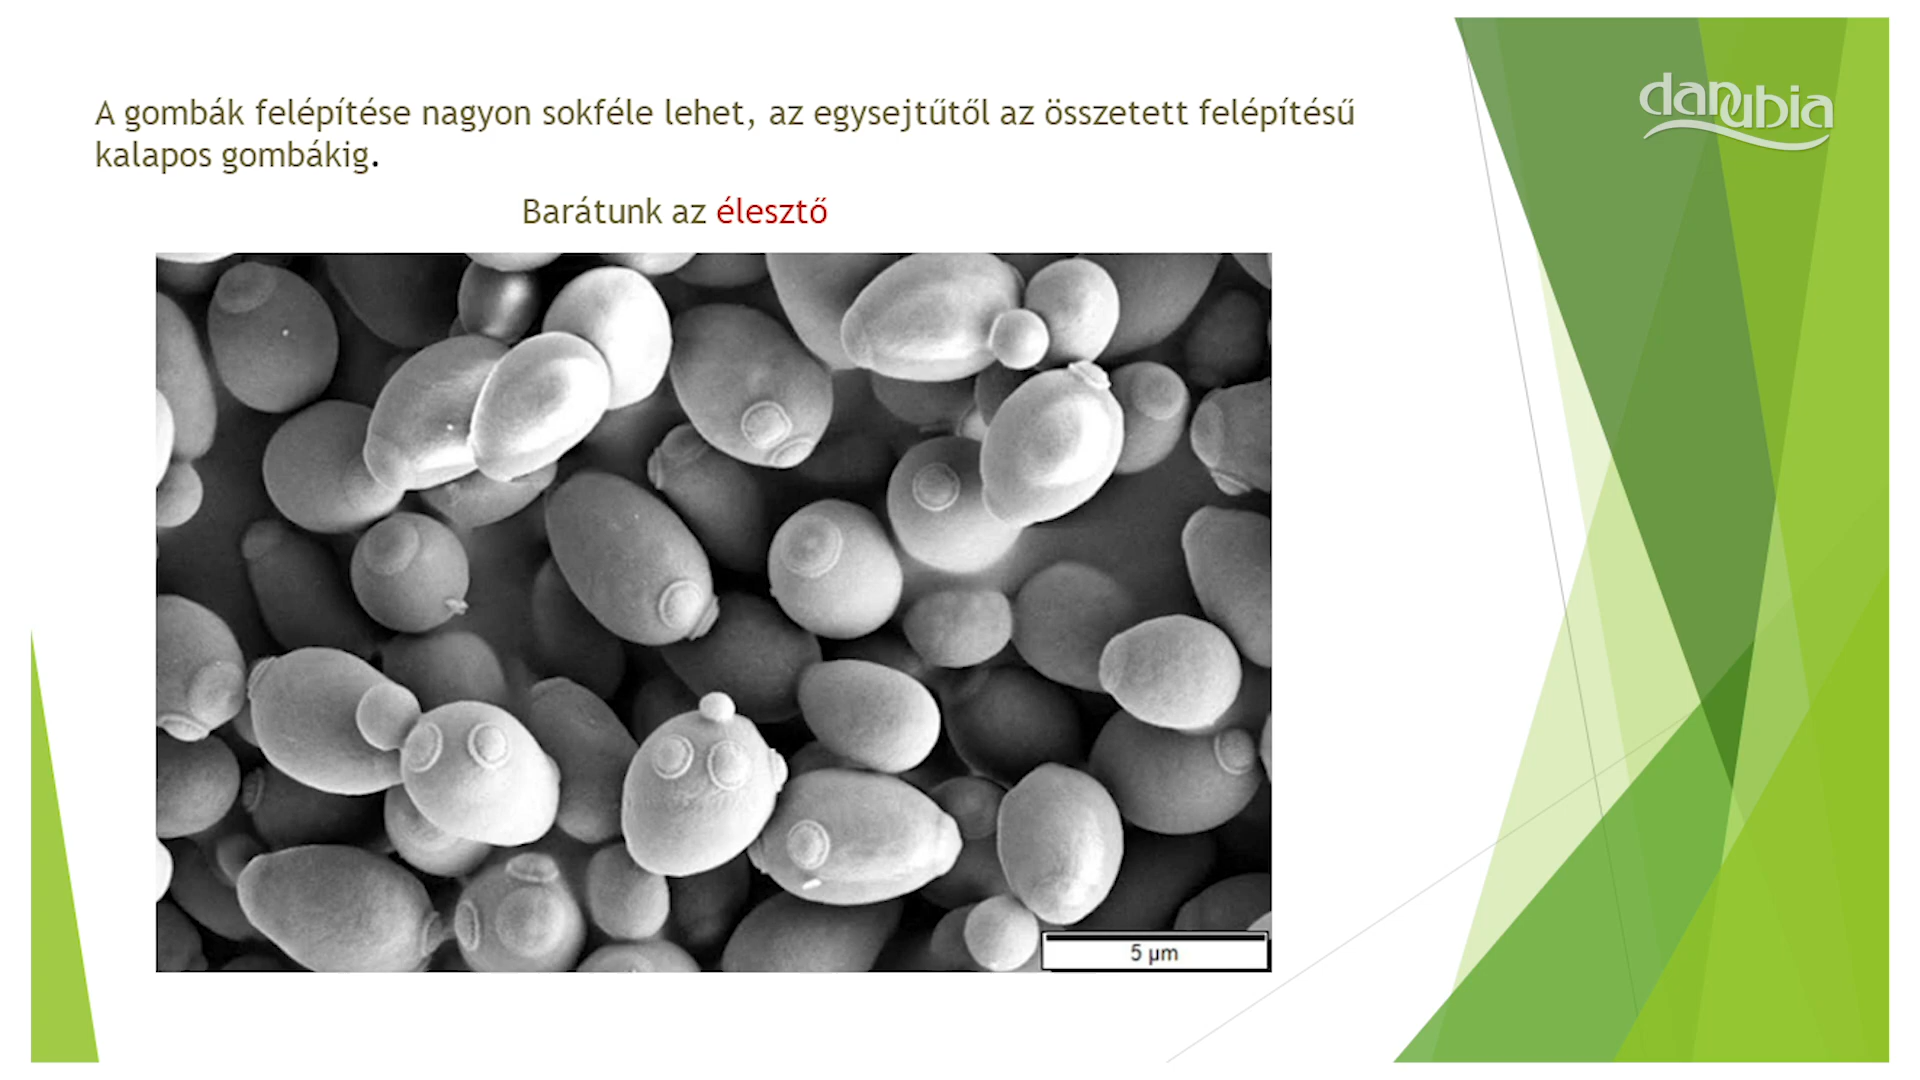 A gombák felépítése nagyon sokféle lehet, az egysejtűtől az összetett felépítésű
kalapos gombákig.
danubia
Barátunk az élesztő
5 µm